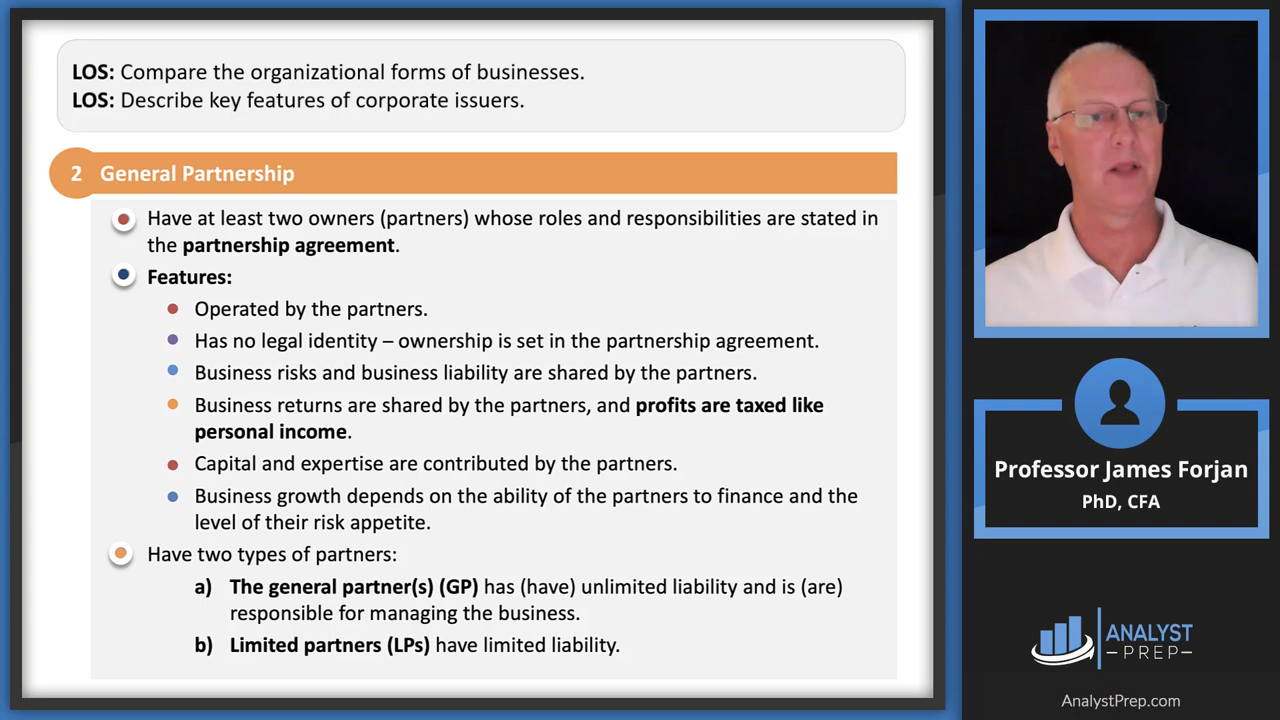 LOS: Compare the organizational forms of businesses.
LOS: Describe key features of corporate issuers.
2 General Partnership
Have at least two owners (partners) whose roles and responsibilities are stated in
the partnership agreement.
Features:
Operated by the partners.
Has no legal identity – ownership is set in the partnership agreement.
Business risks and business liability are shared by the partners.
Business returns are shared by the partners, and profits are taxed like
personal income.
Capital and expertise are contributed by the partners.
Business growth depends on the ability of the partners to finance and the
level of their risk appetite.
Have two types of partners:
a) The general partner(s) (GP) has (have) unlimited liability and is (are)
responsible for managing the business.
b) Limited partners (LPs) have limited liability.
Professor James Forjan
PhD, CFA
ANALYST
PREP
AnalystPrep.com